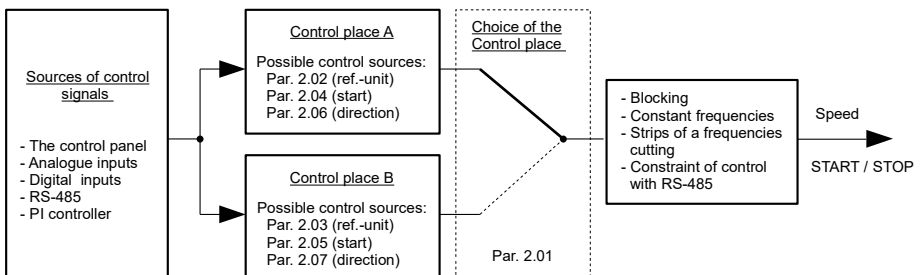 Sources of control
signals
- The control panel
- Analogue inputs
- Digital inputs
- RS-485
- PI controller
Control place A
Possible control sources:
Par. 2.02 (ref.-unit)
Par. 2.04 (start)
Par. 2.06 (direction)
Control place B
Possible control sources:
Par. 2.03 (ref.-unit)
Par. 2.05 (start)
Par. 2.07 (direction)
Choice of the
Control place
Par. 2.01
- Blocking
- Constant frequencies
- Strips of a frequencies
cutting
- Constraint of control
with RS-485
Speed
START / STOP